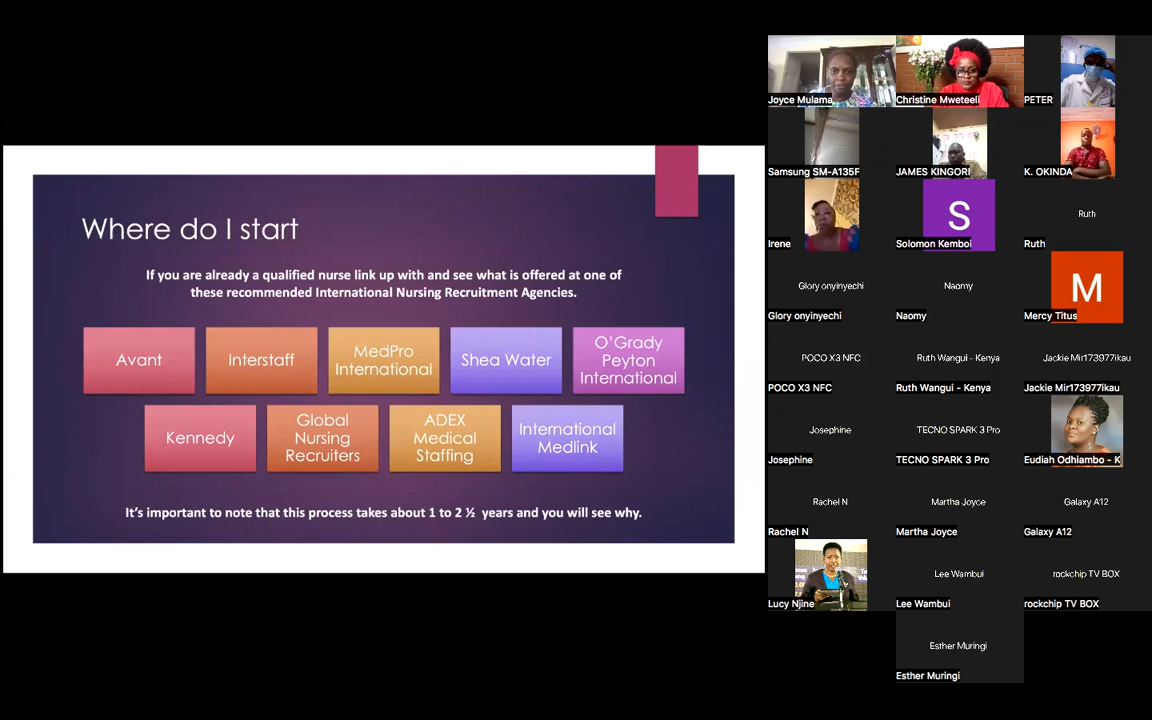 Where do I start
If you are already a qualified nurse link up with and see what is offered at one of
these recommended International Nursing Recruitment Agencies.
Avant
Interstaff
MedPro
International
Shea Water
O'Grady
Peyton
International
Kennedy
Global
Nursing
Recruiters
ADEX
Medical
Staffing
International
Medlink
It's important to note that this process takes about 1 to 2 ½ years and you will see why.
Joyce Mulama
Christine Mweteeli
PETER
Samsung SM-A135F
JAMES KINGORI
K. OKINDA
Irene
S
Solomon Kemboi
Ruth
Ruth
Glory onyinyechi
Glory onyinyechi
Naomy
Naomy
M
Mercy Titus
POCO X3 NFC
POCO X3 NFC
Ruth Wangui - Kenya
Ruth Wangui - Kenya
Jackie Mir173977ikau
Jackie Mir173977ikau
Josephine
Josephine
TECNO SPARK 3 Pro
TECNO SPARK 3 Pro
Eudiah Odhiambo - K
Rachel N
Rachel N
Martha Joyce
Martha Joyce
Galaxy A12
Galaxy A12
Lucy Njine
Lee Wambui
Lee Wambui
rockchip TV BOX
rockchip TV BOX
Esther Muringi
Esther Muringi